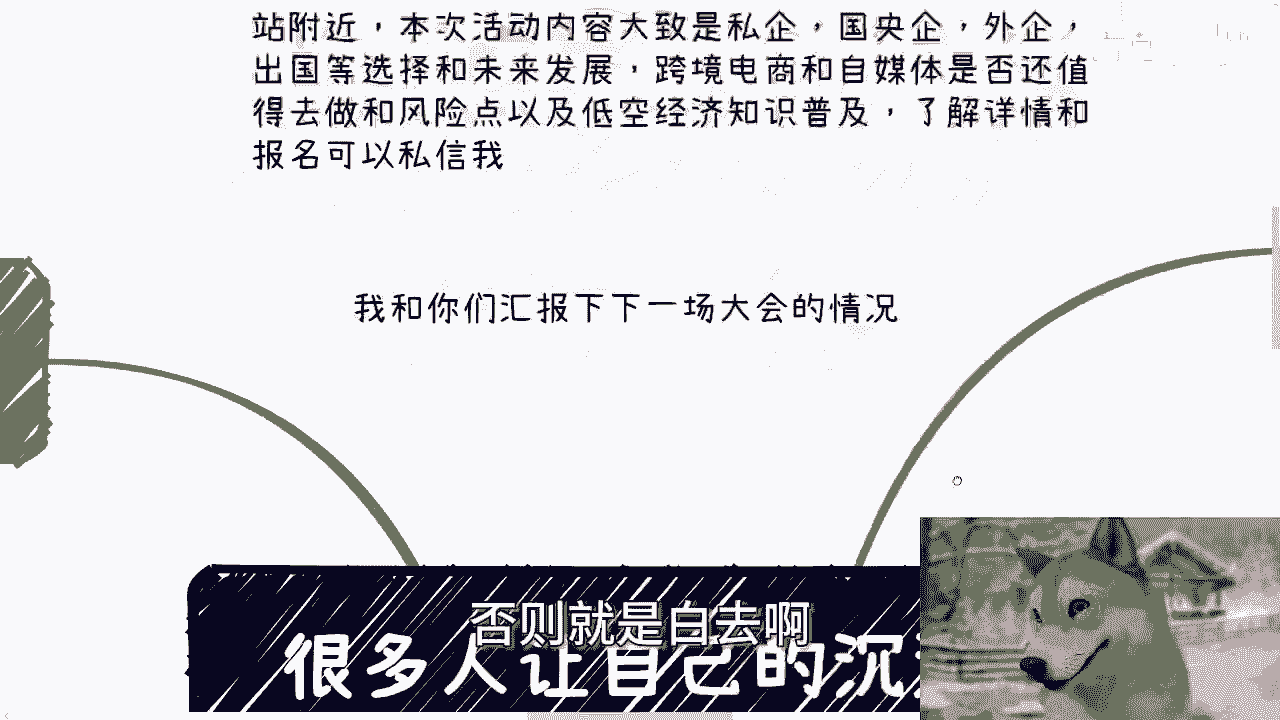 站附近，本次活动内容大致是私企，国央企，外企，
出国等选择和未来发展，跨境电商和自媒体是否还值
得去做和风险点以及低空经济知识普及，了解详情和
报名可以私信我
我和你们汇报下下一场大会的情况
否则就是白去啊
很多人让自己的沉